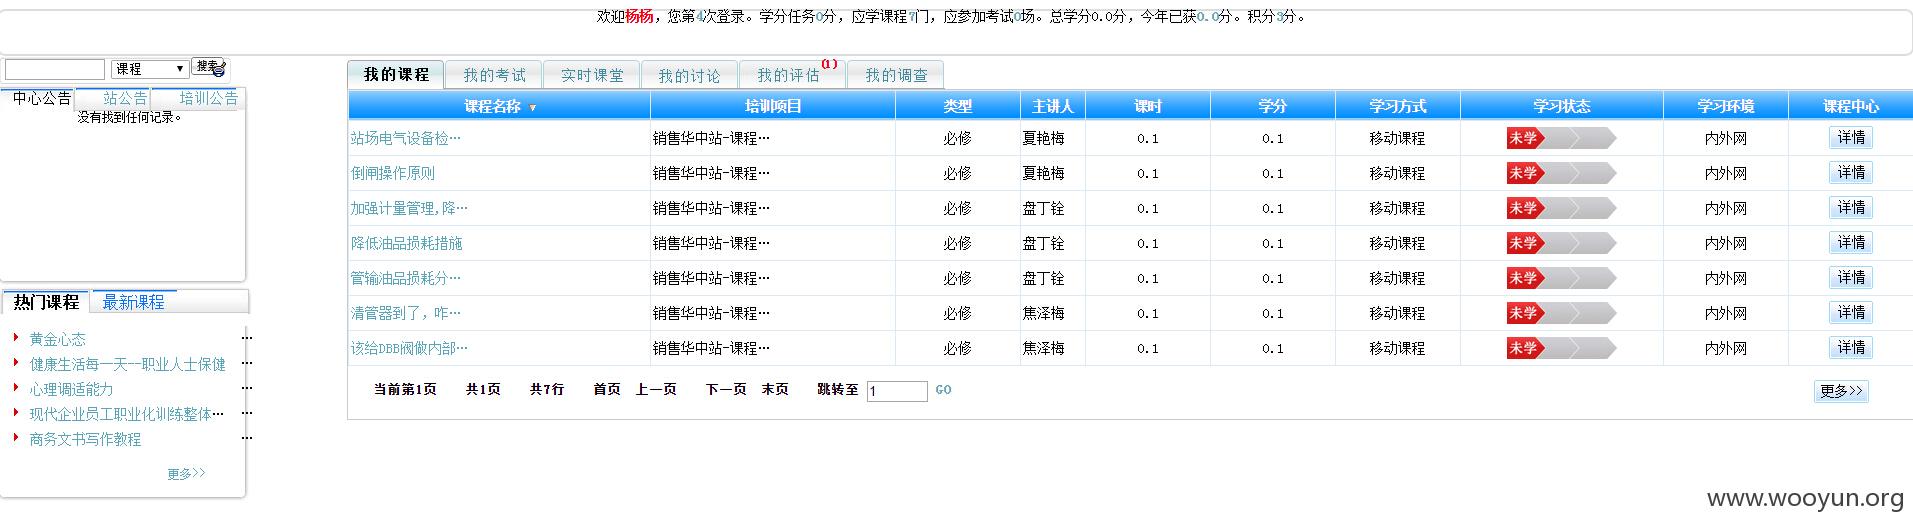 欢迎杨杨，您第4次登录。学分任务0分，应学课程7门，应参加考试0场。总学分0.0分，今年已获0.0分。积分3分。
课程 搜索
中心公告 站公告 培训公告
没有找到任何记录。
热门课程 最新课程
黄金心态 …
健康生活每一天--职业人士保健 …
心理调适能力 …
现代企业员工职业化训练整体… …
商务文书写作教程 …
更多>>
我的课程 我的考试 实时课堂 我的讨论 我的评估 (1) 我的调查
课程名称 培训项目 类型 主讲人 课时 学分 学习方式 学习状态 学习环境 课程中心
站场电气设备检… 销售华中站-课程… 必修 夏艳梅 0.1 0.1 移动课程 未学 内外网 详情
倒闸操作原则 销售华中站-课程… 必修 夏艳梅 0.1 0.1 移动课程 未学 内外网 详情
加强计量管理,降… 销售华中站-课程… 必修 盘丁铨 0.1 0.1 移动课程 未学 内外网 详情
降低油品损耗措施 销售华中站-课程… 必修 盘丁铨 0.1 0.1 移动课程 未学 内外网 详情
管输油品损耗分… 销售华中站-课程… 必修 盘丁铨 0.1 0.1 移动课程 未学 内外网 详情
清管器到了，咋… 销售华中站-课程… 必修 焦泽梅 0.1 0.1 移动课程 未学 内外网 详情
该给DBB阀做内部… 销售华中站-课程… 必修 焦泽梅 0.1 0.1 移动课程 未学 内外网 详情
当前第1页 共1页 共7行 首页 上一页 下一页 末页 跳转至 1 GO 更多>>
www.wooyun.org